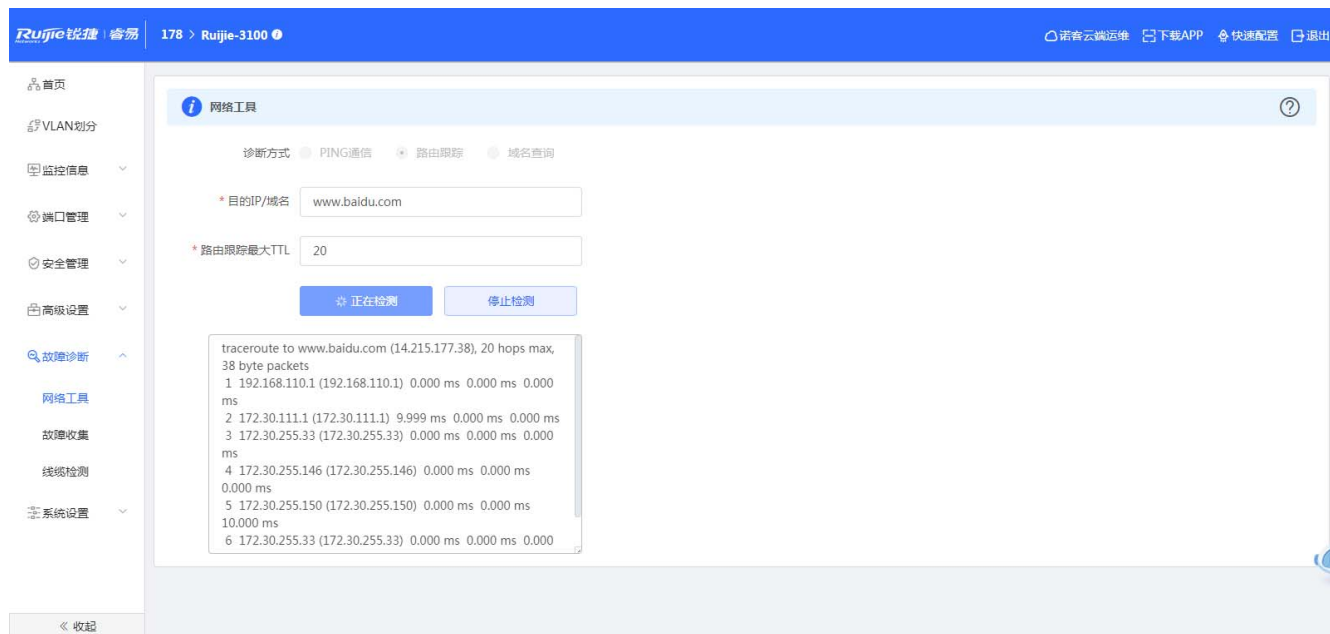 Ruijie锐捷 | 睿易
Networks
178 > Ruijie-3100
诺客云端运维 下载APP 快速配置 退出
首页
VLAN划分
监控信息
端口管理
安全管理
高级设置
故障诊断
网络工具
故障收集
线缆检测
系统设置
« 收起
网络工具
诊断方式 PING通信 路由跟踪 域名查询
* 目的IP/域名 www.baidu.com
* 路由跟踪最大TTL 20
正在检测 停止检测
traceroute to www.baidu.com (14.215.177.38), 20 hops max,
38 byte packets
1 192.168.110.1 (192.168.110.1) 0.000 ms 0.000 ms 0.000
ms
2 172.30.111.1 (172.30.111.1) 9.999 ms 0.000 ms 0.000 ms
3 172.30.255.33 (172.30.255.33) 0.000 ms 0.000 ms 0.000
ms
4 172.30.255.146 (172.30.255.146) 0.000 ms 0.000 ms
0.000 ms
5 172.30.255.150 (172.30.255.150) 0.000 ms 0.000 ms
10.000 ms
6 172.30.255.33 (172.30.255.33) 0.000 ms 0.000 ms 0.000